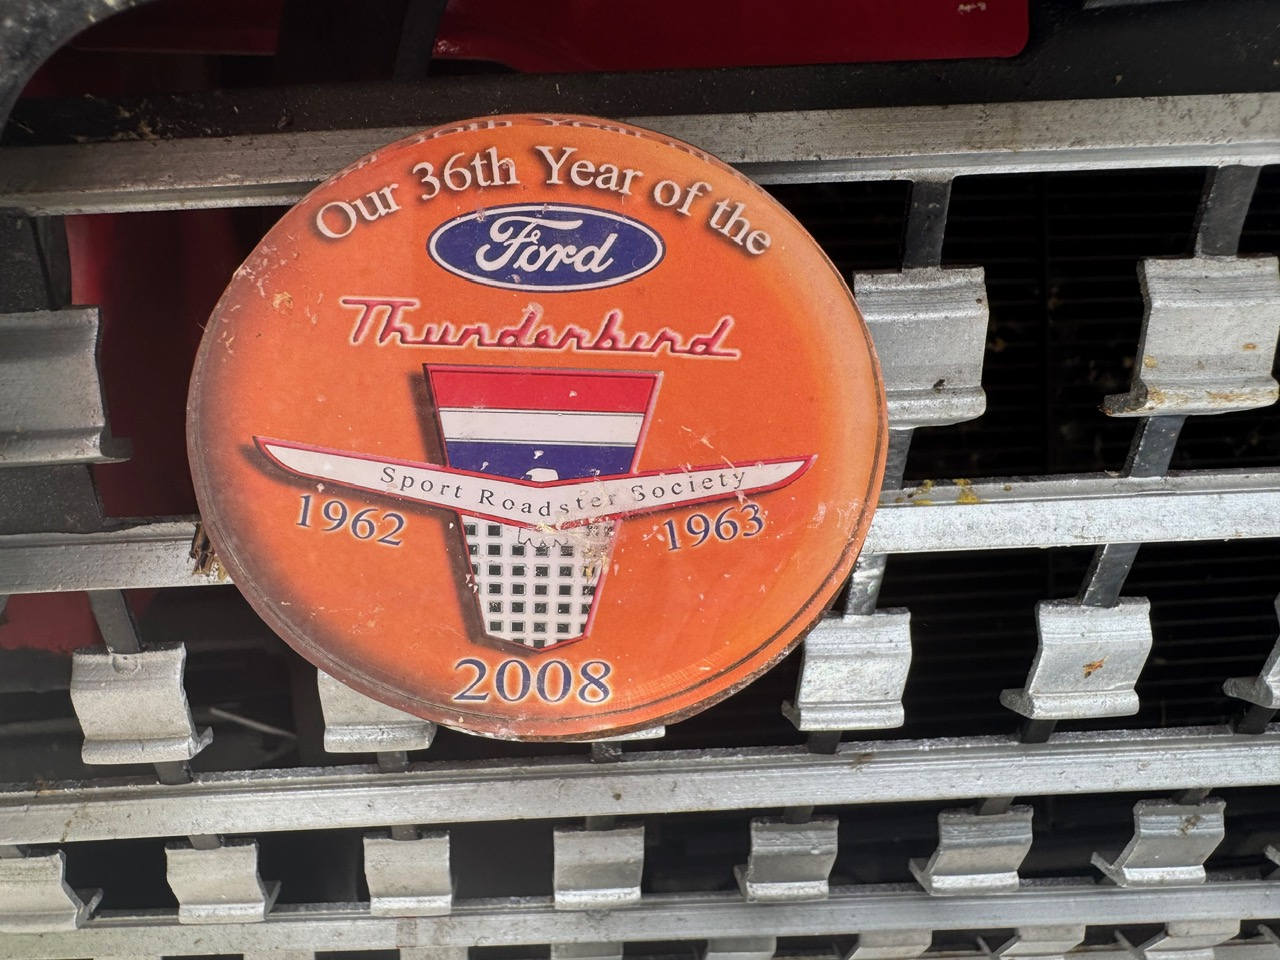 Our 36th Year of the
Ford
Thunderbird
Sport Roadster Society
1962
1963
2008